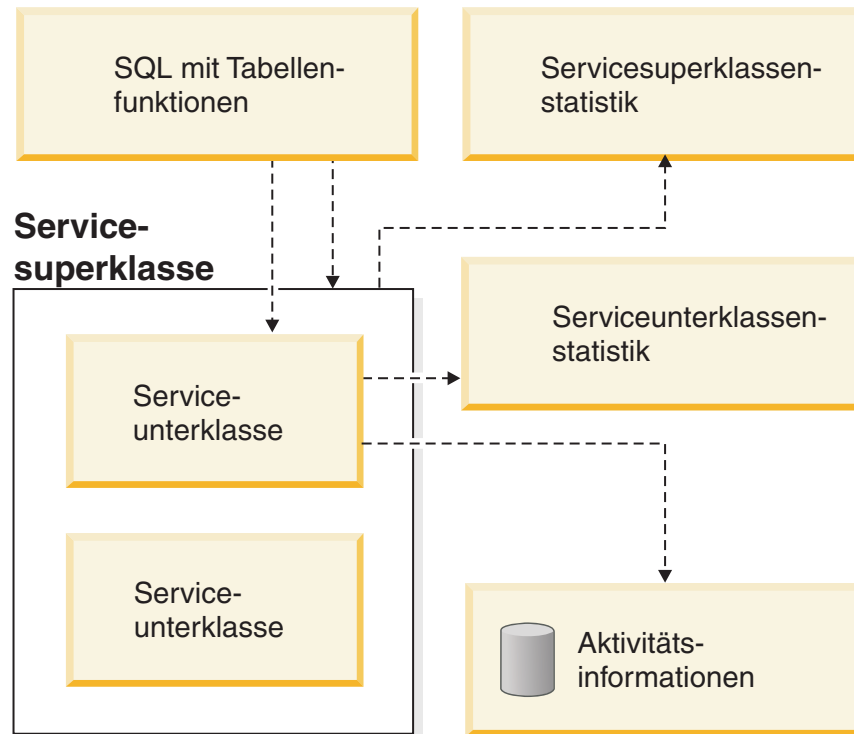 SQL mit Tabellen-
funktionen
Servicesuperklassen-
statistik
Service-
superklasse
Serviceunterklassen-
statistik
Service-
unterklasse
Service-
unterklasse
Aktivitäts-
informationen